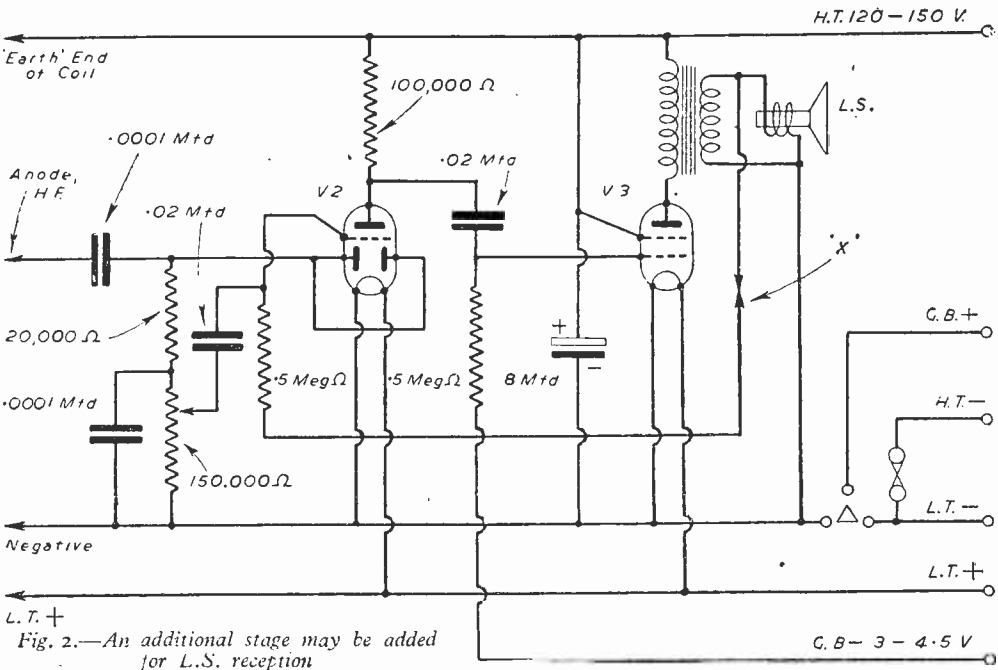 H.T. 120 – 150 V.
'Earth' End
of Coil
100,000 Ω
L.S.
.0001 Mfd
.02 Mfd
Anode,
H.F.
V2
V3
.02 Mfd
'X'
20,000 Ω
G.B.+
+
.5 Meg Ω
.5 Meg Ω
8 Mfd
–
H.T.–
.0001 Mfd
150,000 Ω
L.T.–
Negative
L.T.+
L.T. +
Fig. 2.—An additional stage may be added
for L.S. reception
G.B– 3 – 4·5 V